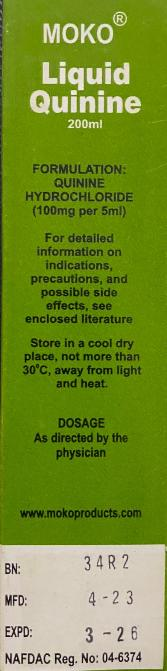 MOKO®
Liquid
Quinine
200ml
FORMULATION:
QUININE
HYDROCHLORIDE
(100mg per 5ml)
For detailed
information on
indications,
precautions, and
possible side
effects, see
enclosed literature
Store in a cool dry
place, not more than
30°C, away from light
and heat.
DOSAGE
As directed by the
physician
www.mokoproducts.com
BN: 34R2
MFD: 4-23
EXPD: 3-26
NAFDAC Reg. No: 04-6374